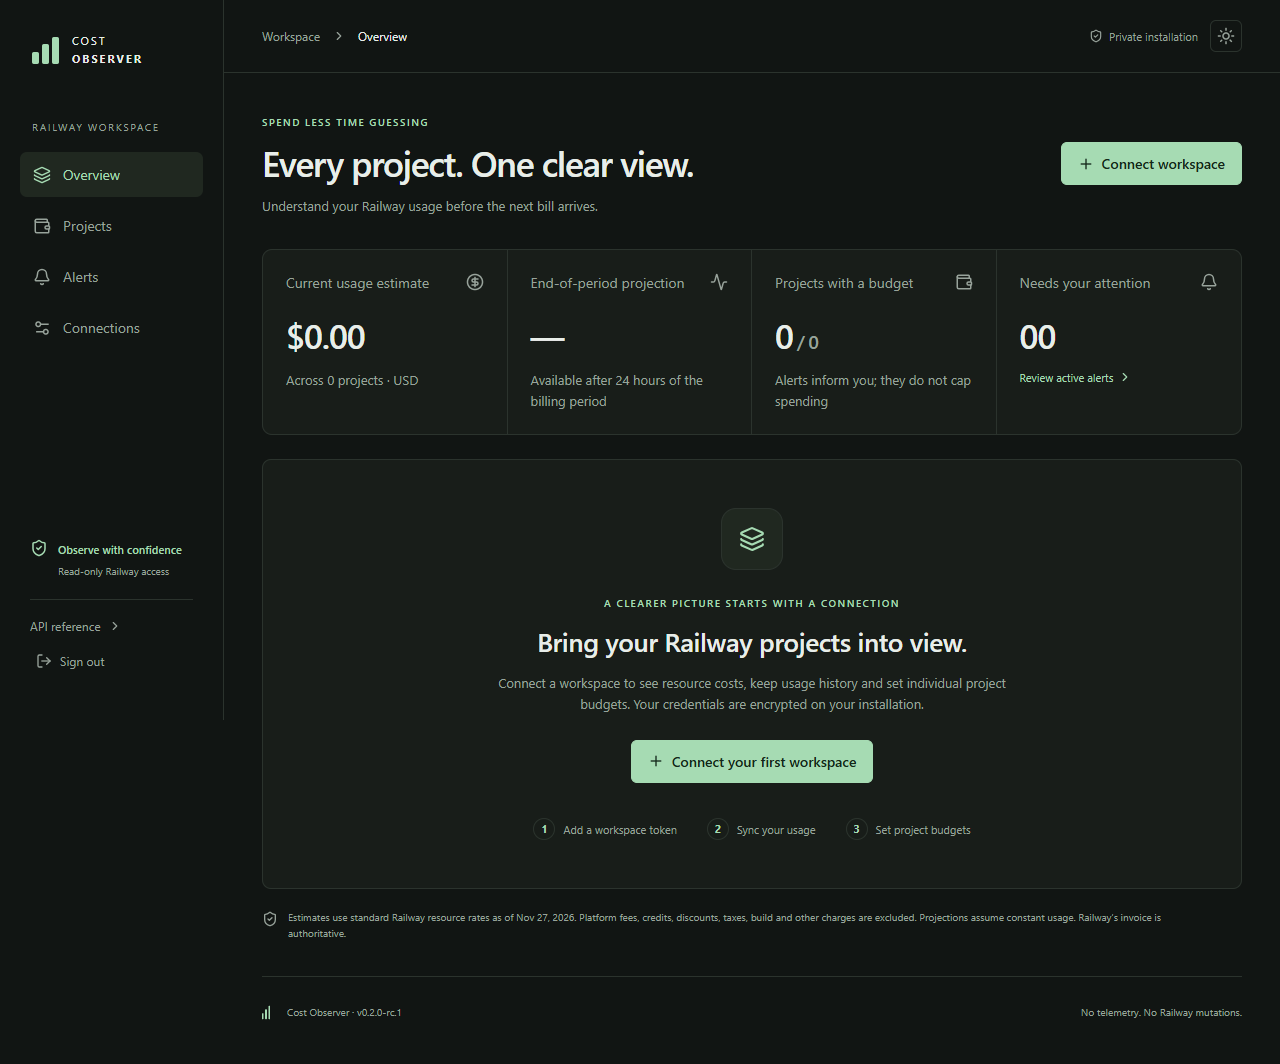 COST
OBSERVER
RAILWAY WORKSPACE
Overview
Projects
Alerts
Connections
Observe with confidence
Read-only Railway access
API reference
Sign out
Workspace > Overview
Private installation
SPEND LESS TIME GUESSING
Every project. One clear view.
Understand your Railway usage before the next bill arrives.
+ Connect workspace
Current usage estimate
$0.00
Across 0 projects · USD
End-of-period projection
—
Available after 24 hours of the
billing period
Projects with a budget
0 / 0
Alerts inform you; they do not cap
spending
Needs your attention
00
Review active alerts
A CLEARER PICTURE STARTS WITH A CONNECTION
Bring your Railway projects into view.
Connect a workspace to see resource costs, keep usage history and set individual project
budgets. Your credentials are encrypted on your installation.
+ Connect your first workspace
1 Add a workspace token
2 Sync your usage
3 Set project budgets
Estimates use standard Railway resource rates as of Nov 27, 2026. Platform fees, credits, discounts, taxes, build and other charges are excluded. Projections assume constant usage. Railway's invoice is
authoritative.
Cost Observer · v0.2.0-rc.1
No telemetry. No Railway mutations.